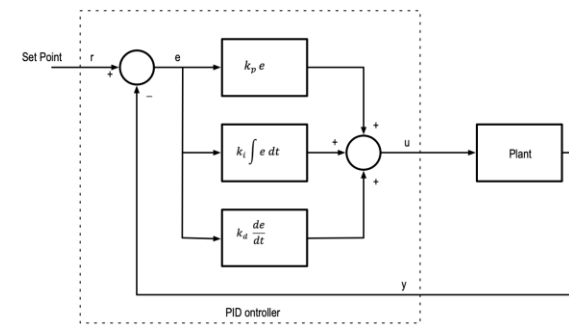 Set Point r + e
−
k_p e
k_i ∫ e dt
k_d de/dt
+
+
+
u
Plant
y
PID ontroller